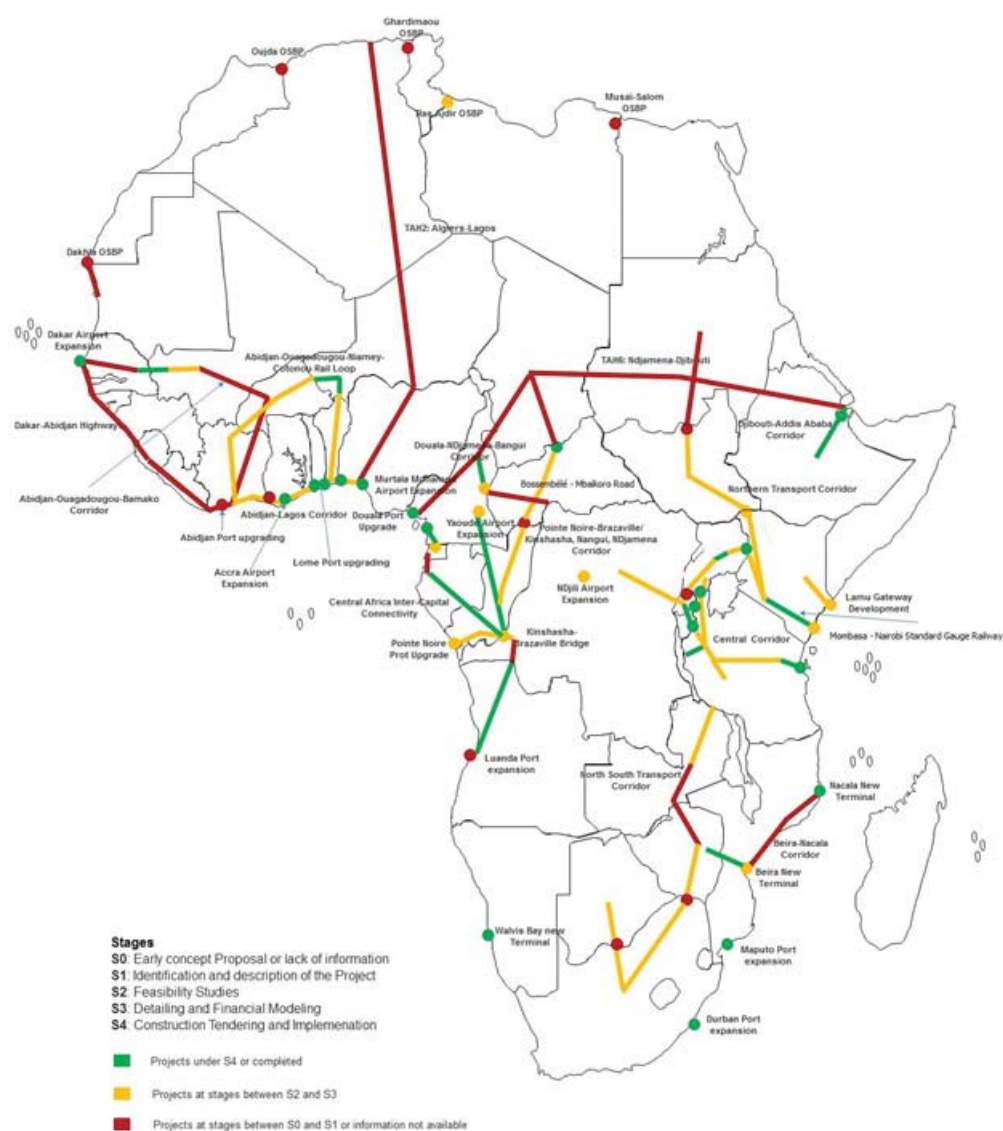 Ghardimaou
OSBP
Oujda OSBP
Ras Ajdir OSBP
Musai-Salom
OSBP
TAH2: Algiers-Lagos
Dakhla OSBP
Dakar Airport
Expansion
Abidjan-Ouagadougou-Niamey-
Cotonou Rail Loop
TAH6: Ndjamena-Djibouti
Dakar-Abidjan Highway
Djibouti-Addis Ababa
Corridor
Douala-NDjamena-Bangui
Corridor
Abidjan-Ouagadougou-Bamako
Corridor
Murtala Mohamed
Airport Expansion
Bossembélé - Mbaikoro Road
Northern Transport Corridor
Abidjan-Lagos Corridor
Douala Port
Upgrade
Yaoude Airport
Expansion
Pointe Noire-Brazaville/
Kinshasha, Nangui, NDjamena
Corridor
Abidjan Port upgrading
Accra Airport
Expansion
Lome Port upgrading
NDjili Airport
Expansion
Lamu Gateway
Development
Central Africa Inter-Capital
Connectivity
Mombasa - Nairobi Standard Gauge Railway
Pointe Noire
Prot Upgrade
Kinshasha-
Brazaville Bridge
Central Corridor
Luanda Port
expansion
North South Transport
Corridor
Nacala New
Terminal
Beira-Nacala
Corridor
Beira New
Terminal
Walvis Bay new
Terminal
Maputo Port
expansion
Durban Port
expansion
Stages
S0: Early concept Proposal or lack of information
S1: Identification and description of the Project
S2: Feasibility Studies
S3: Detailing and Financial Modeling
S4: Construction Tendering and Implemenation
Projects under S4 or completed
Projects at stages between S2 and S3
Projects at stages between S0 and S1 or information not available